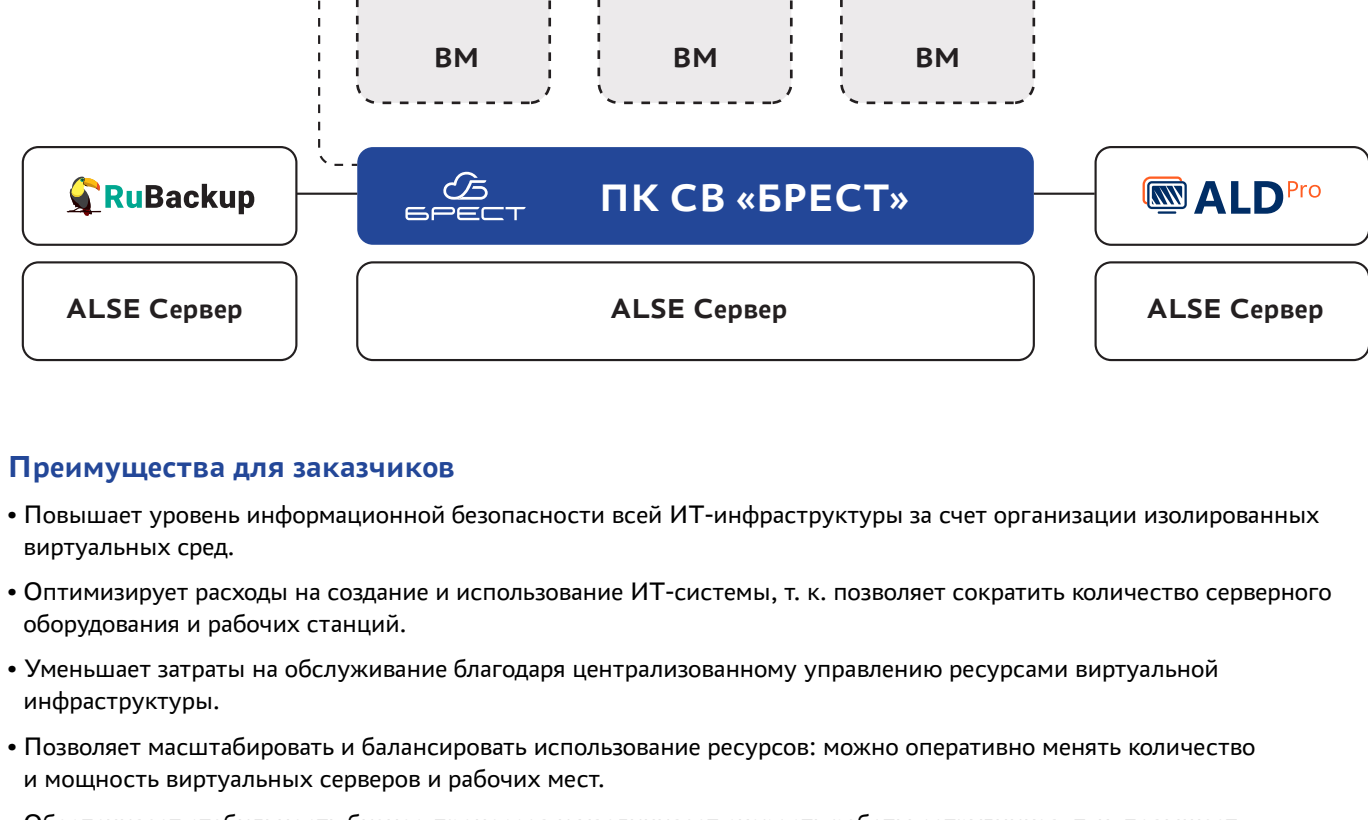 ВМ ВМ ВМ
RuBackup БРЕСТ ПК СВ «БРЕСТ» ALD Pro
ALSE Сервер ALSE Сервер ALSE Сервер
Преимущества для заказчиков
• Повышает уровень информационной безопасности всей ИТ-инфраструктуры за счет организации изолированных
виртуальных сред.
• Оптимизирует расходы на создание и использование ИТ-системы, т. к. позволяет сократить количество серверного
оборудования и рабочих станций.
• Уменьшает затраты на обслуживание благодаря централизованному управлению ресурсами виртуальной
инфраструктуры.
• Позволяет масштабировать и балансировать использование ресурсов: можно оперативно менять количество
и мощность виртуальных серверов и рабочих мест.